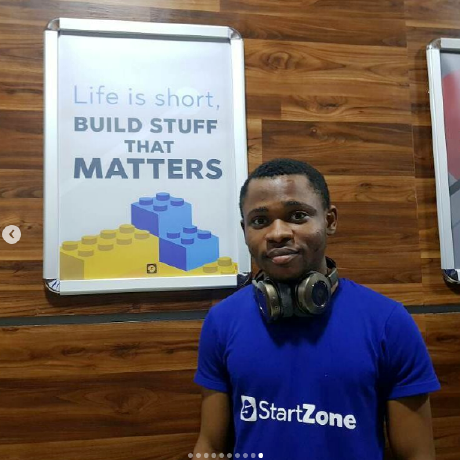 Life is short,
BUILD STUFF
THAT
MATTERS
StartZone